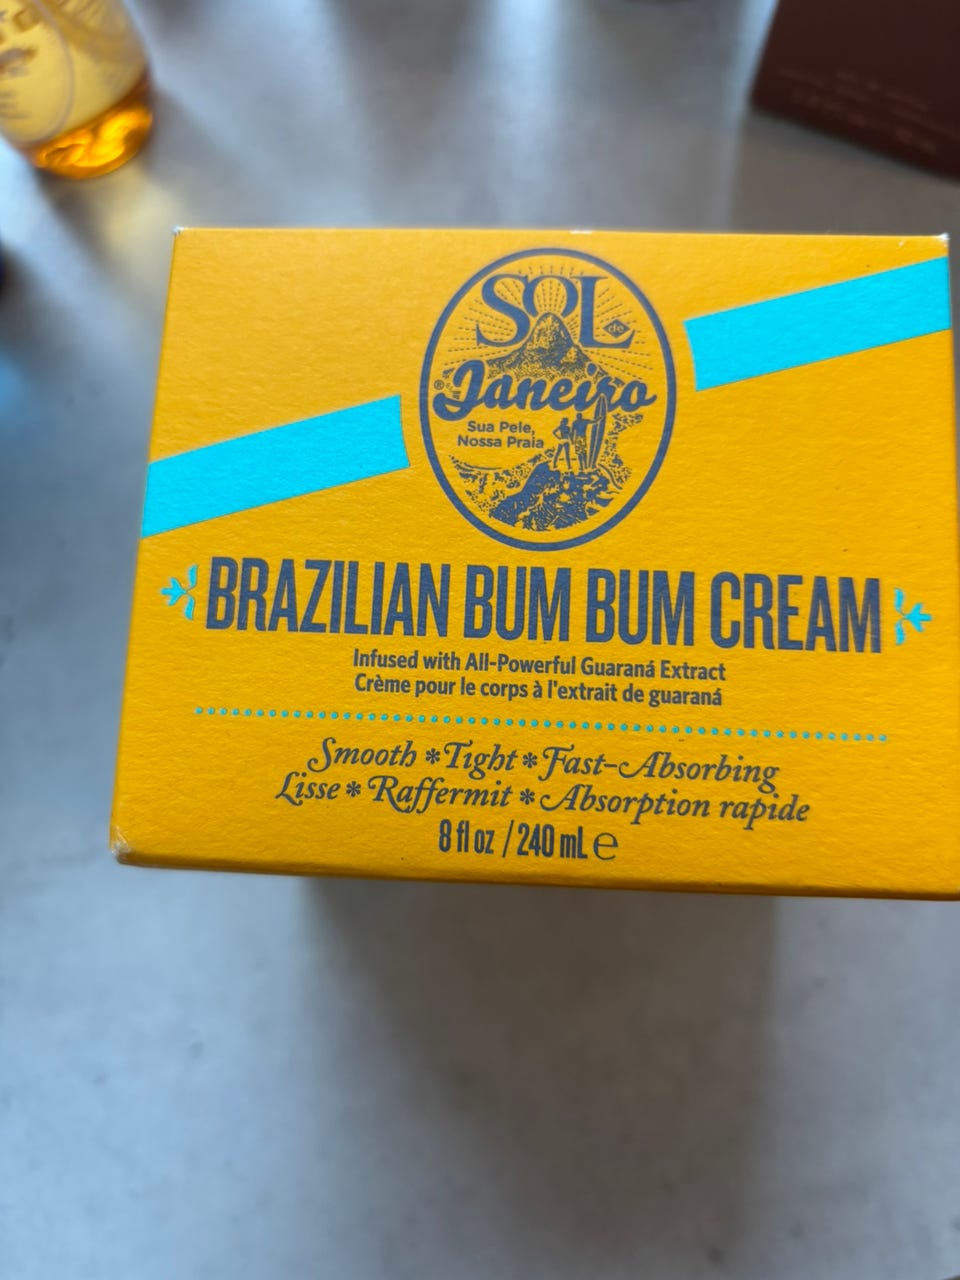 SOL de
Janeiro®
Sua Pele,
Nossa Praia
BRAZILIAN BUM BUM CREAM
Infused with All-Powerful Guaraná Extract
Crème pour le corps à l'extrait de guaraná
Smooth * Tight * Fast-Absorbing
Lisse * Raffermit * Absorption rapide
8 fl oz / 240 mL ℮